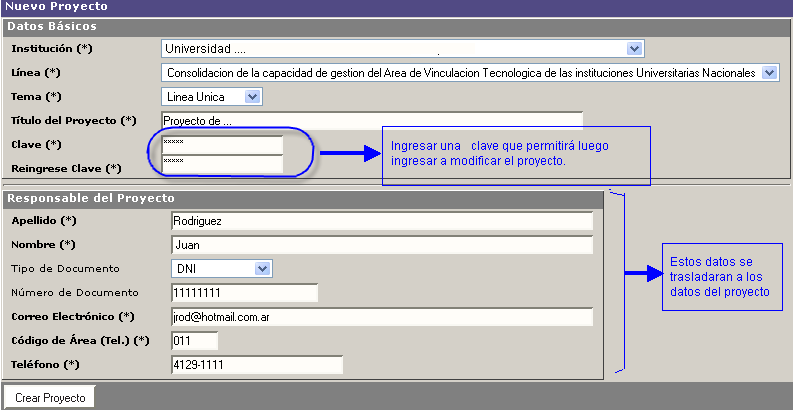 Nuevo Proyecto
Datos Básicos
Institución (*)
Universidad ....
Línea (*)
Consolidacion de la capacidad de gestion del Area de Vinculacion Tecnologica de las instituciones Universitarias Nacionales
Tema (*)
Linea Unica
Título del Proyecto (*)
Proyecto de ...
Clave (*)
*****
Reingrese Clave (*)
*****
Ingresar una clave que permitirá luego
ingresar a modificar el proyecto.
Responsable del Proyecto
Apellido (*)
Rodriguez
Nombre (*)
Juan
Tipo de Documento
DNI
Número de Documento
11111111
Correo Electrónico (*)
jrod@hotmail.com.ar
Código de Área (Tel.) (*)
011
Teléfono (*)
4129-1111
Estos datos se
trasladaran a los
datos del proyecto
Crear Proyecto